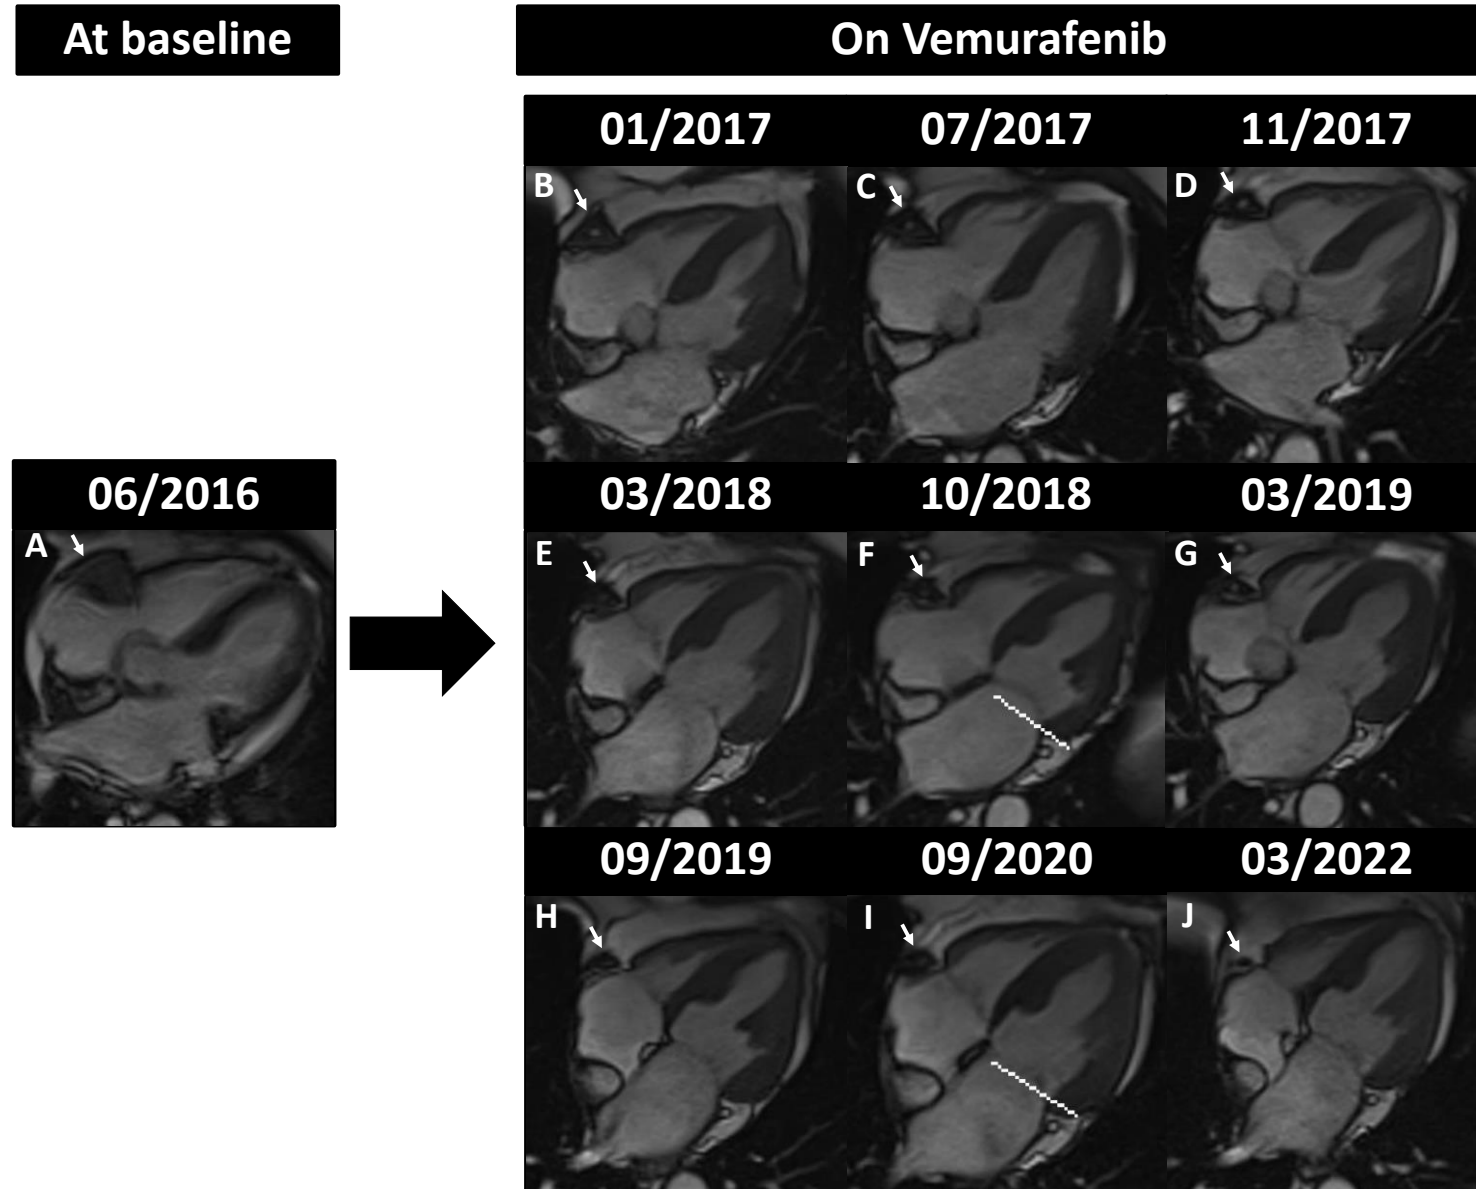 At baseline
On Vemurafenib
01/2017
07/2017
11/2017
B
C
D
06/2016
A
03/2018
10/2018
03/2019
E
F
G
09/2019
09/2020
03/2022
H
I
J